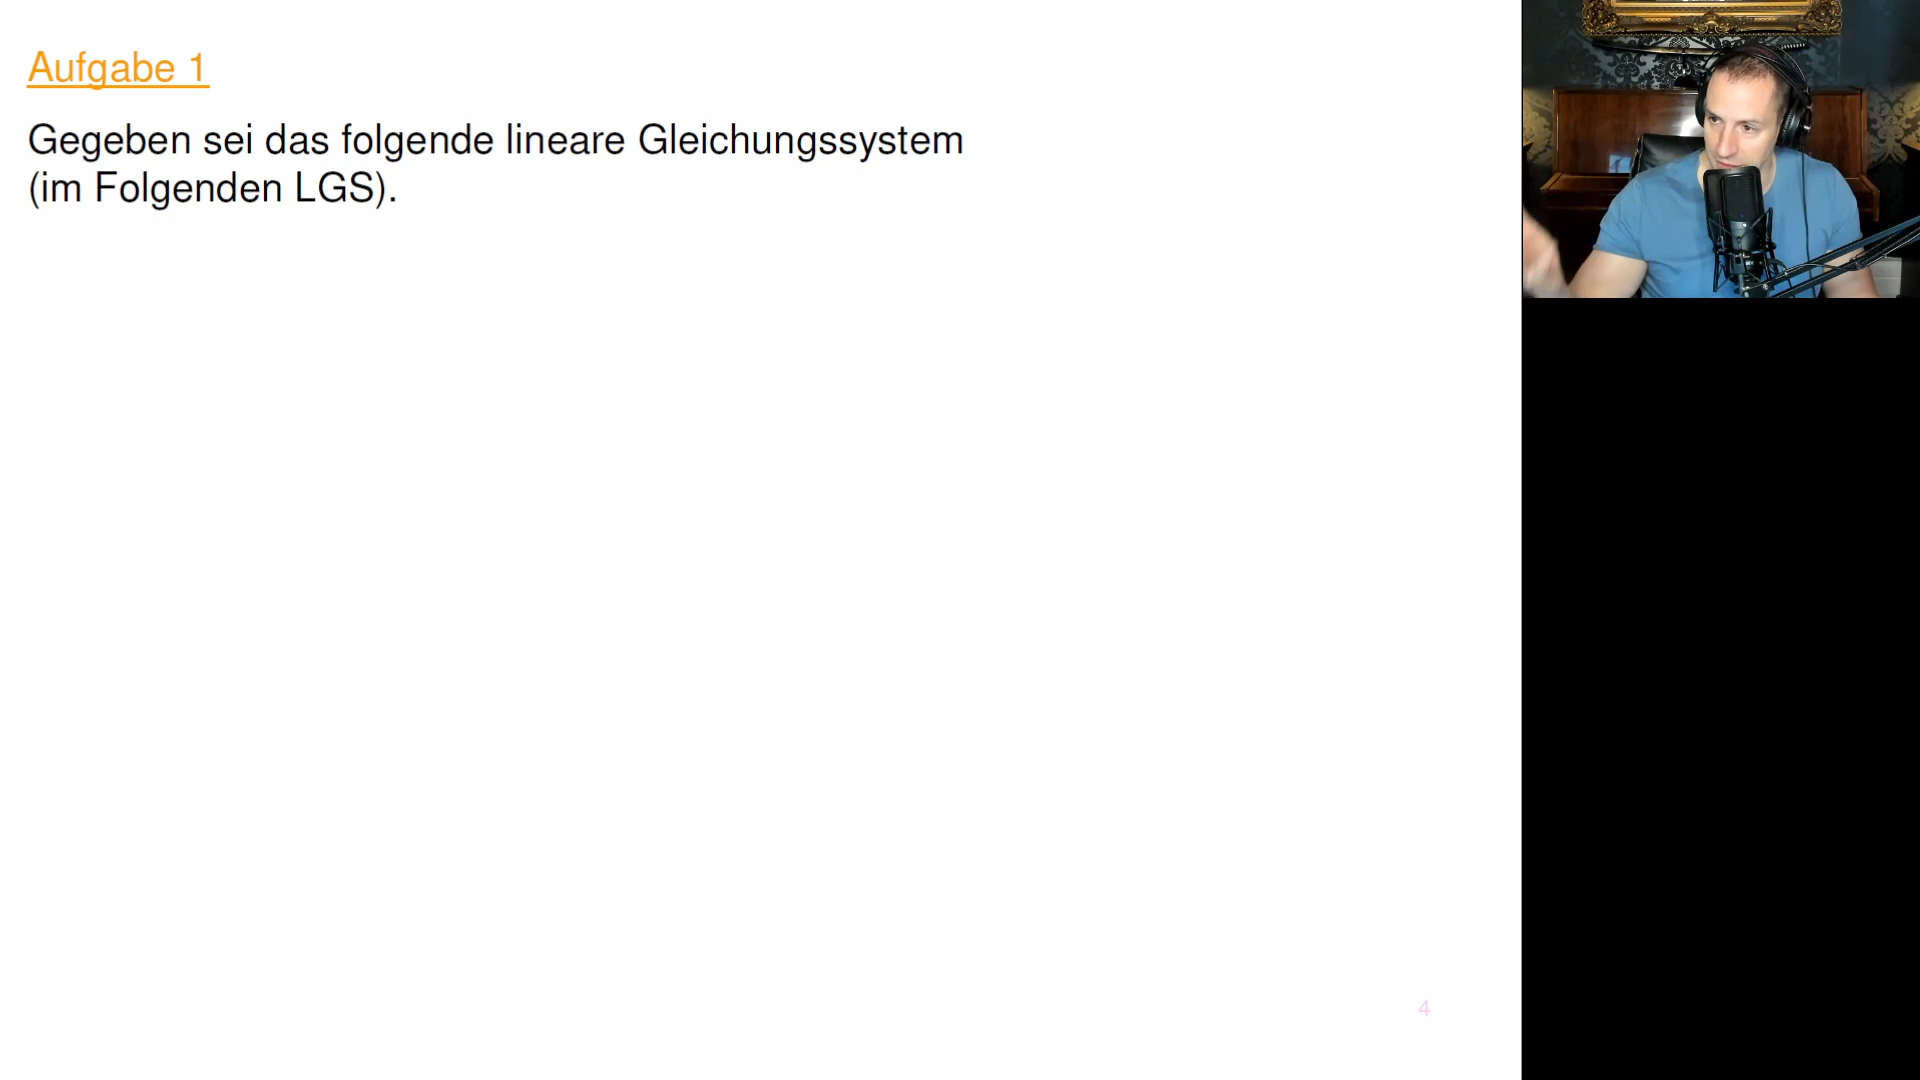 Aufgabe 1
Gegeben sei das folgende lineare Gleichungssystem
(im Folgenden LGS).
4